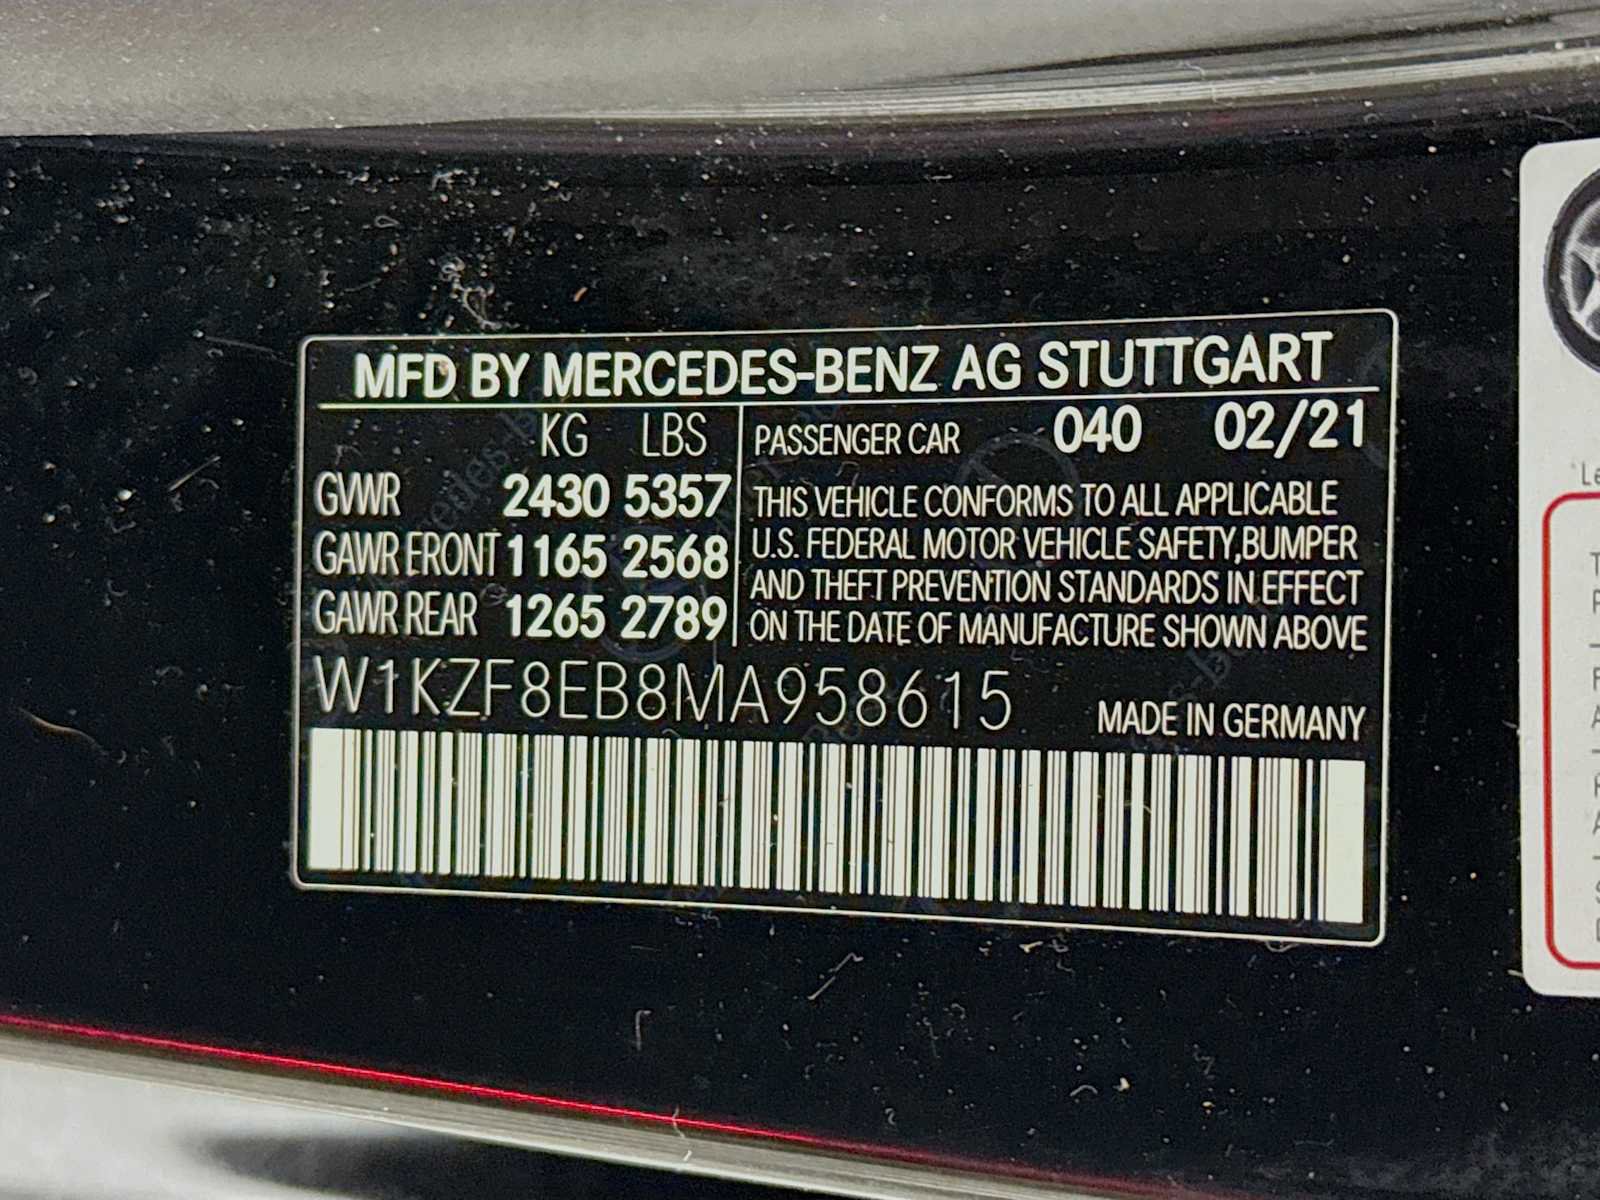 MFD BY MERCEDES-BENZ AG STUTTGART
KG LBS
GVWR 2430 5357
GAWR FRONT 1165 2568
GAWR REAR 1265 2789
PASSENGER CAR 040 02/21
THIS VEHICLE CONFORMS TO ALL APPLICABLE
U.S. FEDERAL MOTOR VEHICLE SAFETY,BUMPER
AND THEFT PREVENTION STANDARDS IN EFFECT
ON THE DATE OF MANUFACTURE SHOWN ABOVE
W1KZF8EB8MA958615
MADE IN GERMANY